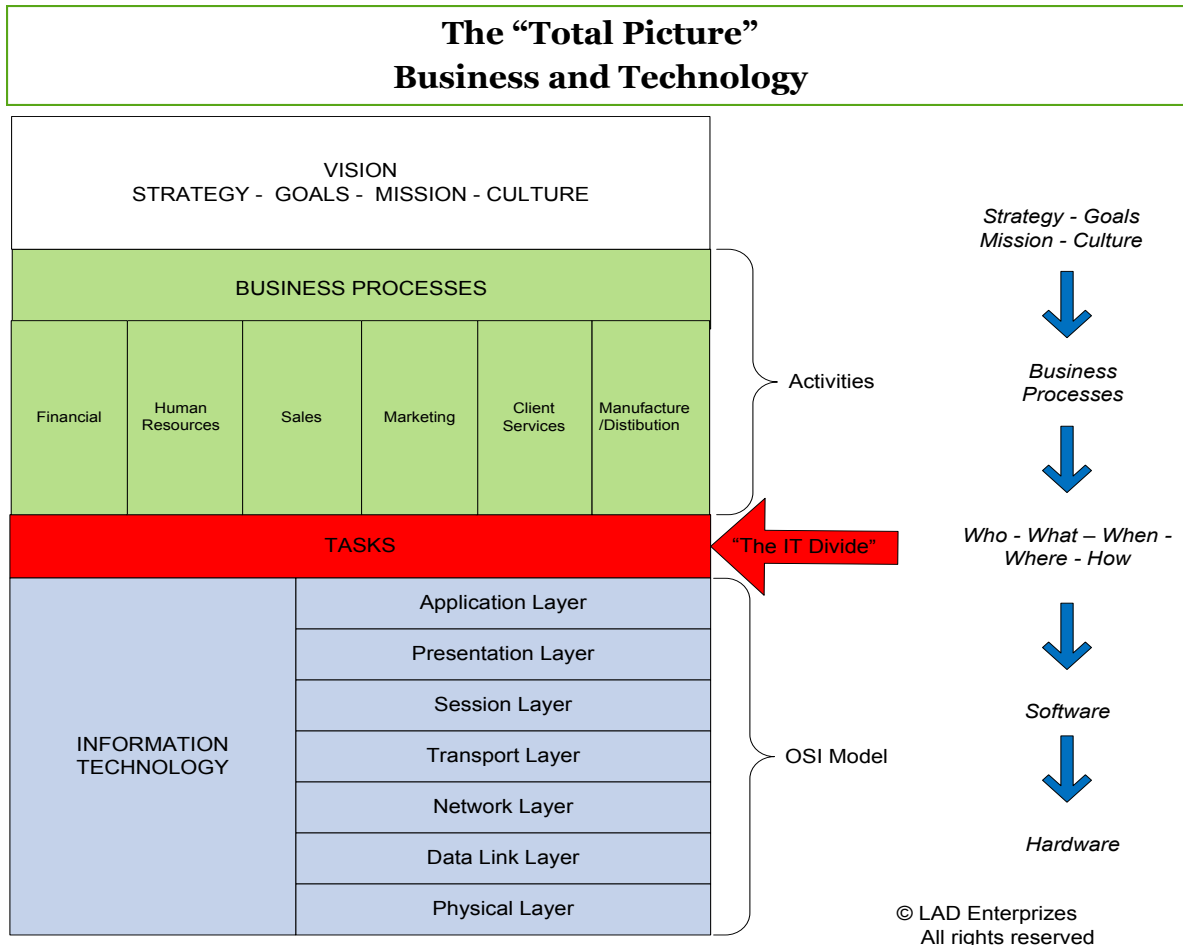 The “Total Picture”
Business and Technology
VISION
STRATEGY - GOALS - MISSION - CULTURE
BUSINESS PROCESSES
Financial
Human
Resources
Sales
Marketing
Client
Services
Manufacture
/Distibution
Activities
TASKS
“The IT Divide”
INFORMATION
TECHNOLOGY
Application Layer
Presentation Layer
Session Layer
Transport Layer
Network Layer
Data Link Layer
Physical Layer
OSI Model
Strategy - Goals
Mission - Culture
Business
Processes
Who - What – When -
Where - How
Software
Hardware
© LAD Enterprizes
All rights reserved